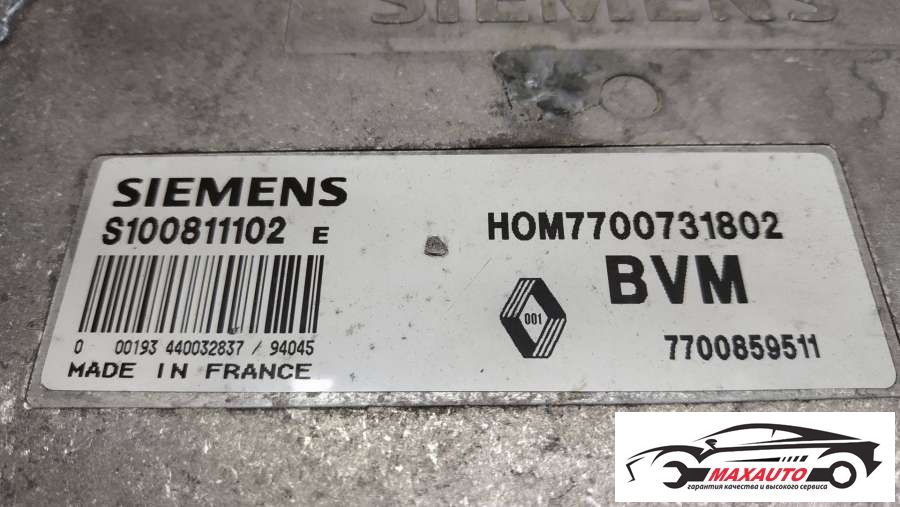 SIEMENS
SIEMENS
S100811102 E
HOM7700731802
BVM
001
7700859511
0 00193 440032837 / 94045
MADE IN FRANCE
MAXAUTO
гарантия качества и высокого сервиса